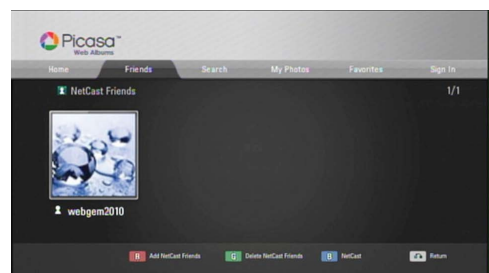 Picasa™
Web Albums
Home Friends Search My Photos Favorites Sign In
NetCast Friends 1/1
webgem2010
R Add NetCast Friends G Delete NetCast Friends B NetCast Return